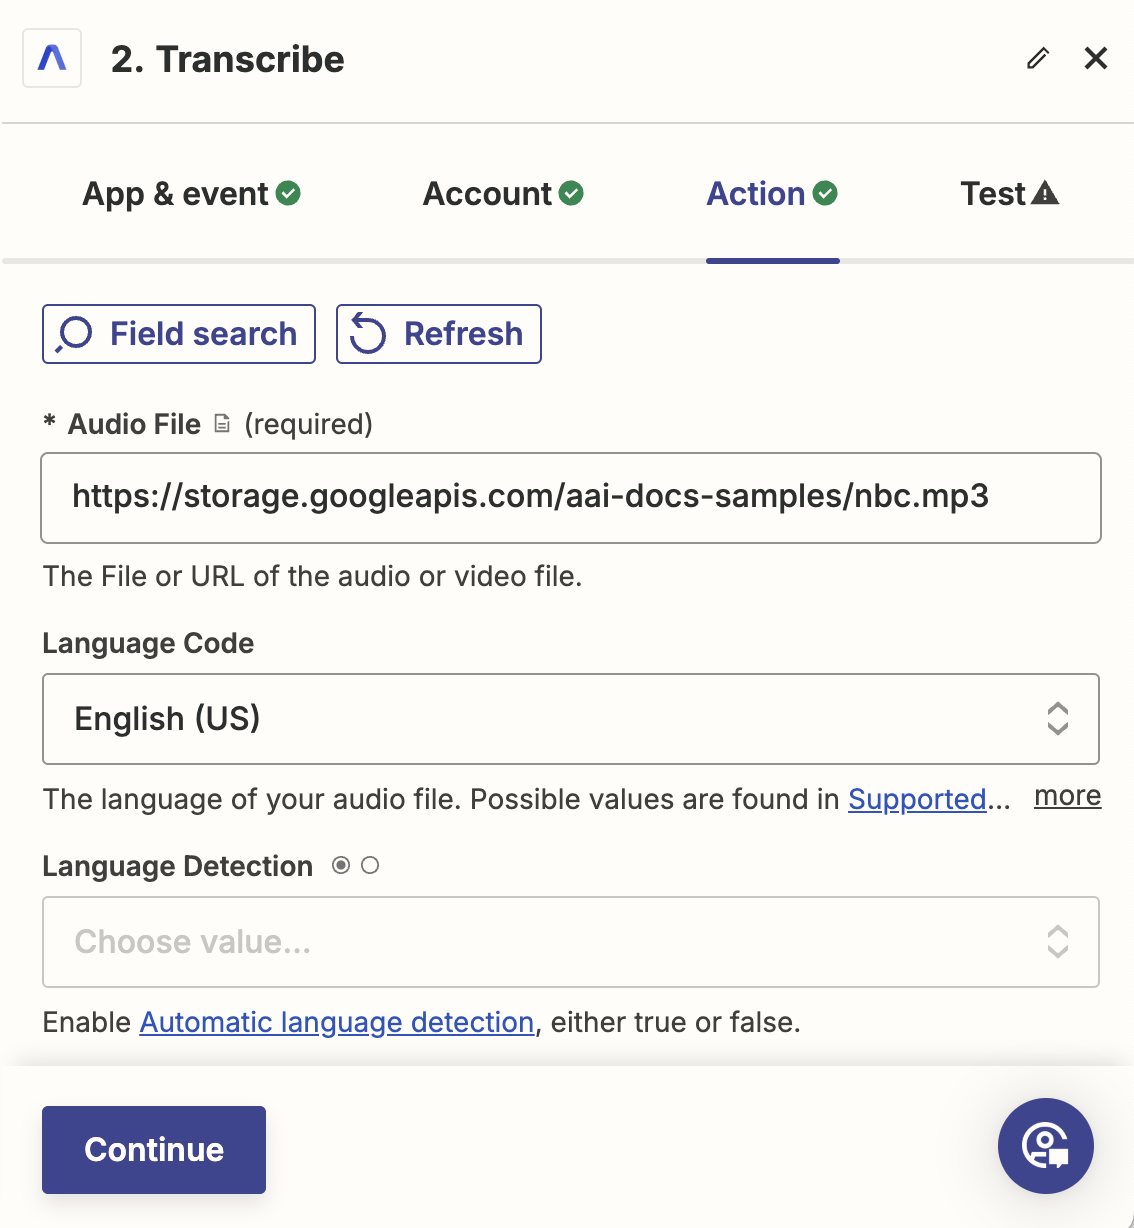 2. Transcribe
App & event Account Action Test
Field search Refresh
* Audio File (required)
https://storage.googleapis.com/aai-docs-samples/nbc.mp3
The File or URL of the audio or video file.
Language Code
English (US)
The language of your audio file. Possible values are found in Supported... more
Language Detection
Choose value...
Enable Automatic language detection, either true or false.
Continue